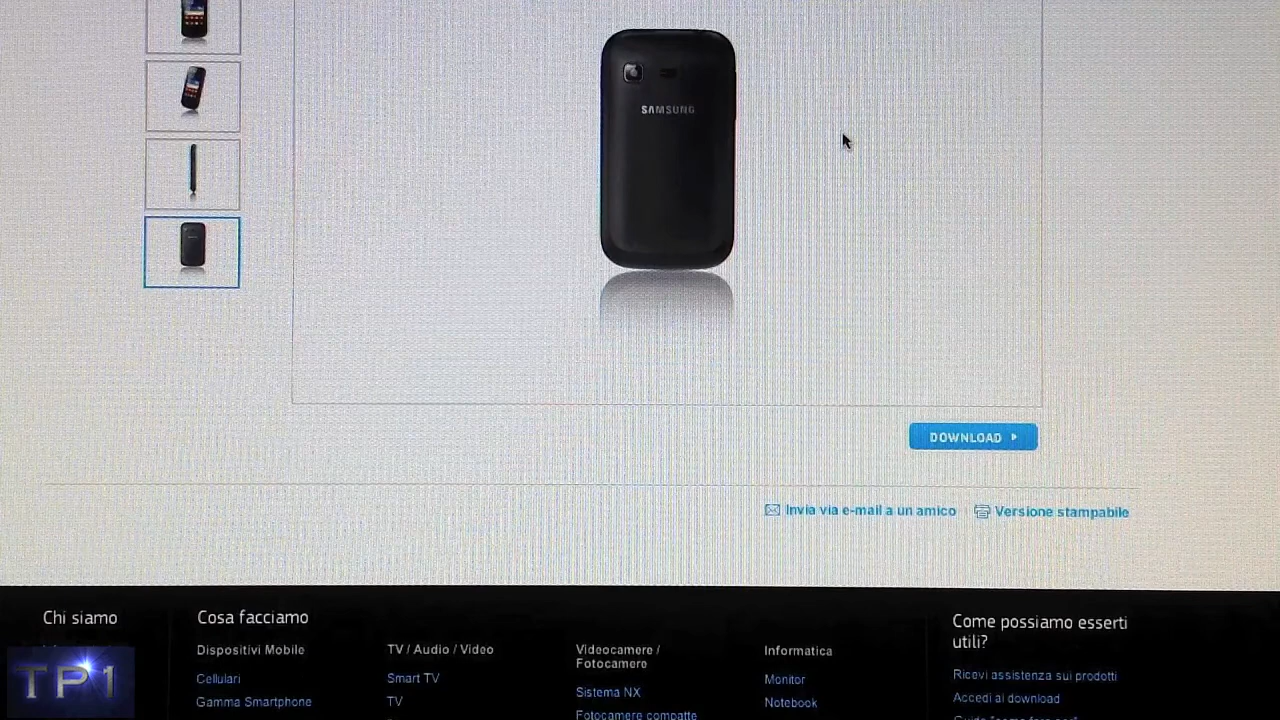 SAMSUNG
DOWNLOAD
Invia via e-mail a un amico
Versione stampabile
Chi siamo
Cosa facciamo
Dispositivi Mobile
Cellulari
Gamma Smartphone
TV / Audio / Video
Smart TV
TV
Videocamere /
Fotocamere
Sistema NX
Fotocamere compatte
Informatica
Monitor
Notebook
Come possiamo esserti
utili?
Ricevi assistenza sui prodotti
Accedi ai download
TP1